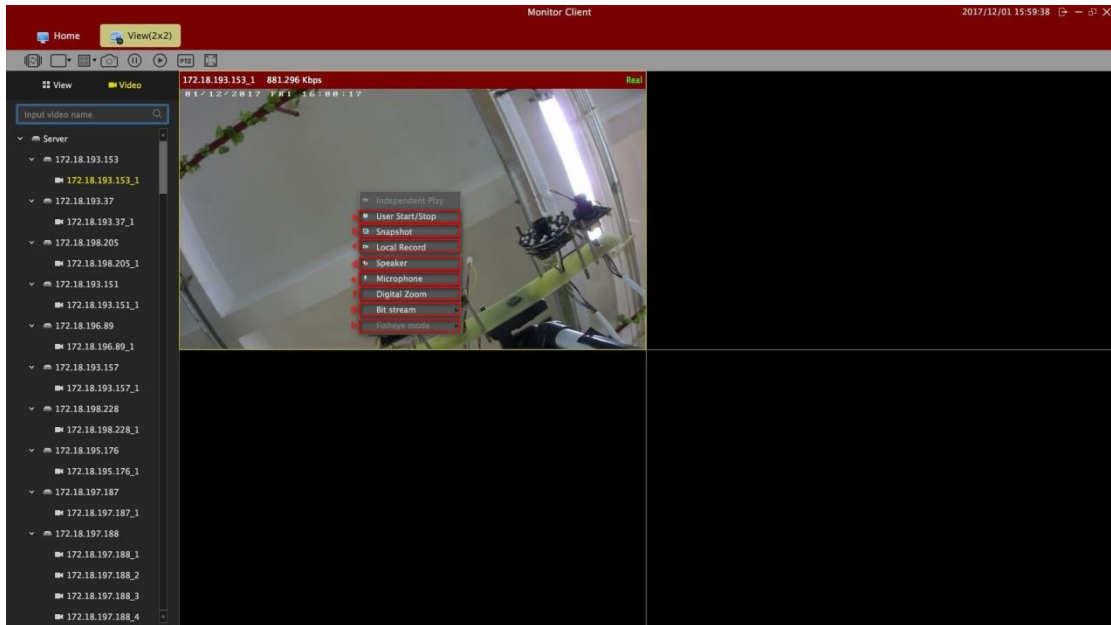 Monitor Client
2017/12/01 15:59:38
Home
View(2x2)
PTZ
View Video
172.18.193.153_1 881.296 Kbps Real
01/12/2017 FRI 16:00:17
Input video name
Server
172.18.193.153
172.18.193.153_1
172.18.193.37
172.18.193.37_1
172.18.198.205
172.18.198.205_1
172.18.193.151
172.18.193.151_1
172.18.196.89
172.18.196.89_1
172.18.193.157
172.18.193.157_1
172.18.198.228
172.18.198.228_1
172.18.195.176
172.18.195.176_1
172.18.197.187
172.18.197.187_1
172.18.197.188
172.18.197.188_1
172.18.197.188_2
172.18.197.188_3
172.18.197.188_4
Independent Play
a User Start/Stop
b Snapshot
c Local Record
d Speaker
e Microphone
f Digital Zoom
g Bit stream
h Fisheye mode